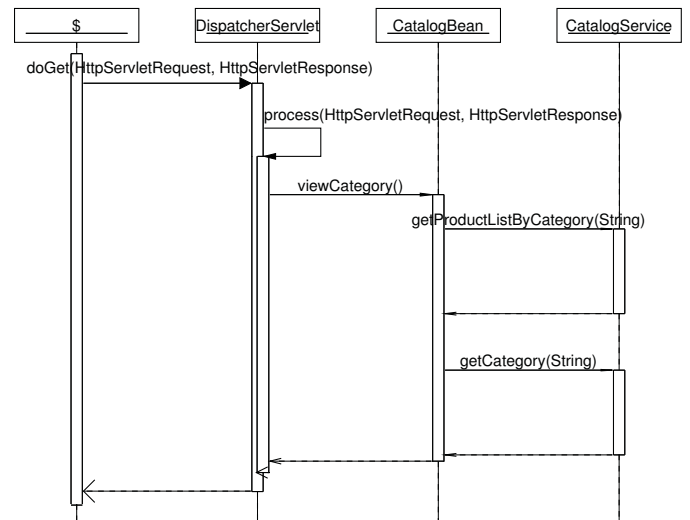 $
DispatcherServlet
CatalogBean
CatalogService
doGet(HttpServletRequest, HttpServletResponse)
process(HttpServletRequest, HttpServletResponse)
viewCategory()
getProductListByCategory(String)
getCategory(String)